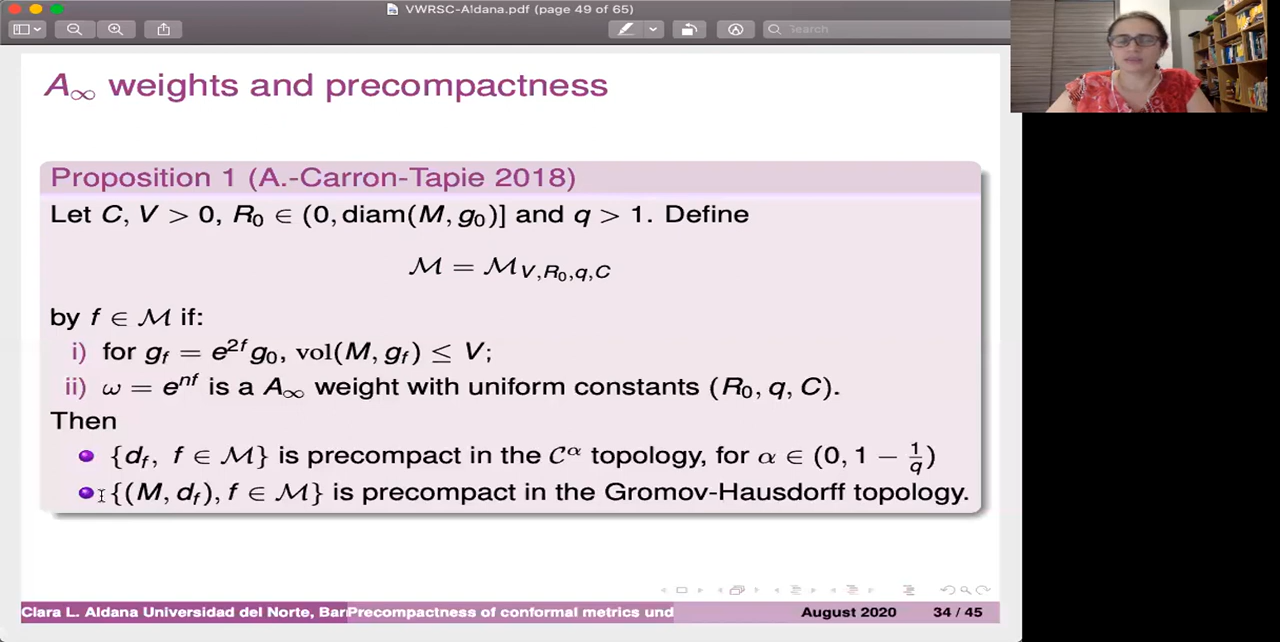 VWRSC-Aldana.pdf (page 49 of 65)
Search
A∞ weights and precompactness
Proposition 1 (A.-Carron-Tapie 2018)
Let C, V > 0, R₀ ∈ (0, diam(M, g₀)] and q > 1. Define
ℳ = ℳ_{V,R₀,q,C}
by f ∈ ℳ if:
i) for g_f = e^{2f}g₀, vol(M, g_f) ≤ V;
ii) ω = e^{nf} is a A∞ weight with uniform constants (R₀, q, C).
Then
{d_f, f ∈ ℳ} is precompact in the 𝒞^α topology, for α ∈ (0, 1 − 1/q)
{(M, d_f), f ∈ ℳ} is precompact in the Gromov-Hausdorff topology.
Clara L. Aldana Universidad del Norte, Bar Precompactness of conformal metrics und August 2020 34 / 45